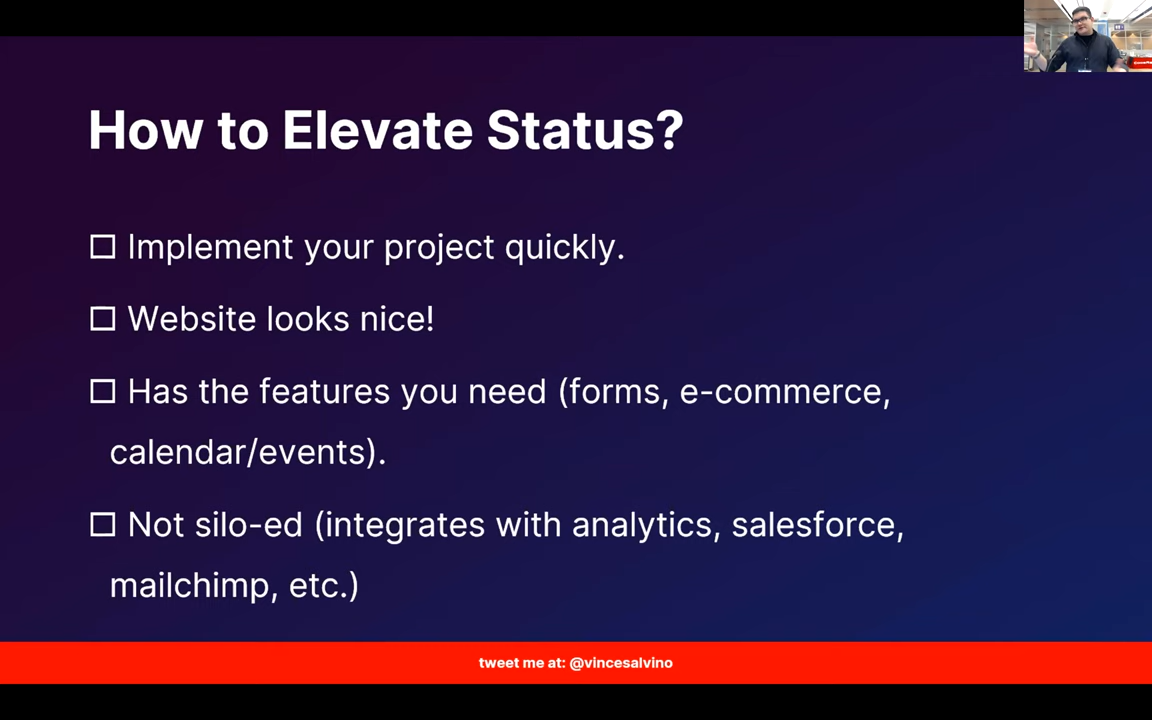 How to Elevate Status?
☐ Implement your project quickly.
☐ Website looks nice!
☐ Has the features you need (forms, e-commerce,
calendar/events).
☐ Not silo-ed (integrates with analytics, salesforce,
mailchimp, etc.)
tweet me at: @vincesalvino